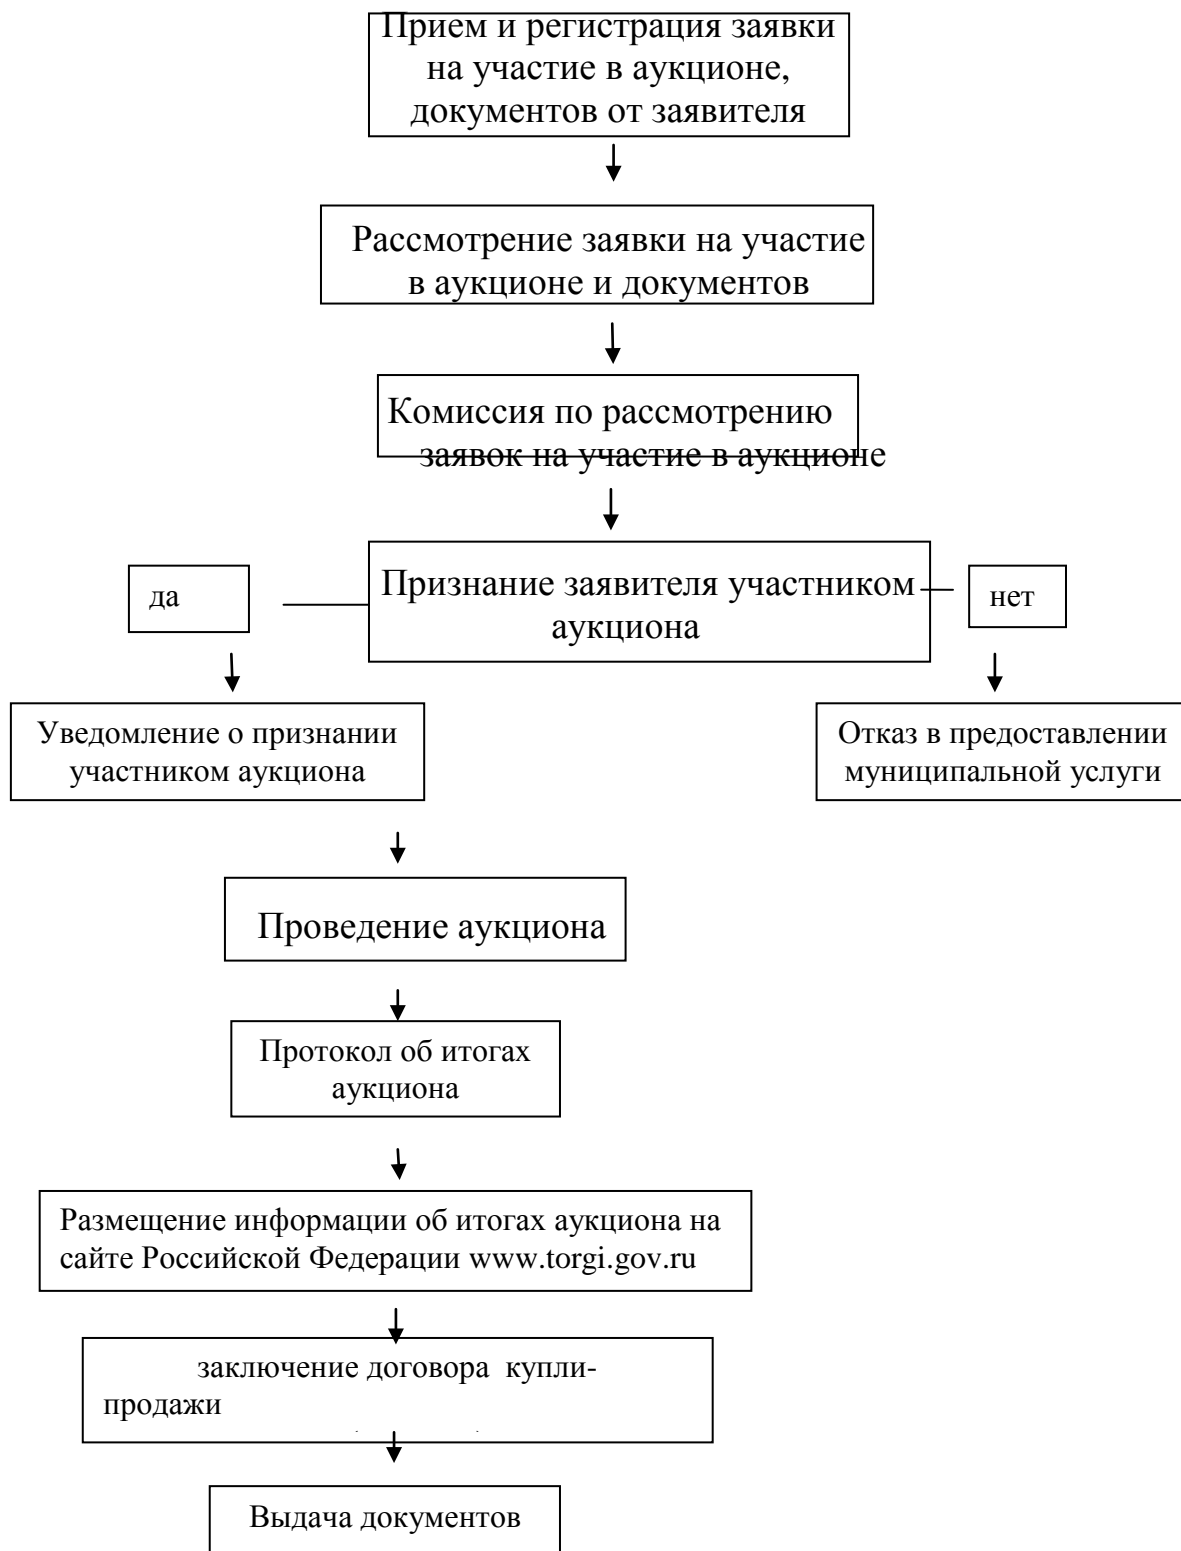 Прием и регистрация заявки
на участие в аукционе,
документов от заявителя
Рассмотрение заявки на участие
в аукционе и документов
Комиссия по рассмотрению
заявок на участие в аукционе
Признание заявителя участником
аукциона
да
нет
Уведомление о признании
участником аукциона
Отказ в предоставлении
муниципальной услуги
Проведение аукциона
Протокол об итогах
аукциона
Размещение информации об итогах аукциона на
сайте Российской Федерации www.torgi.gov.ru
заключение договора  купли-
продажи
Выдача документов